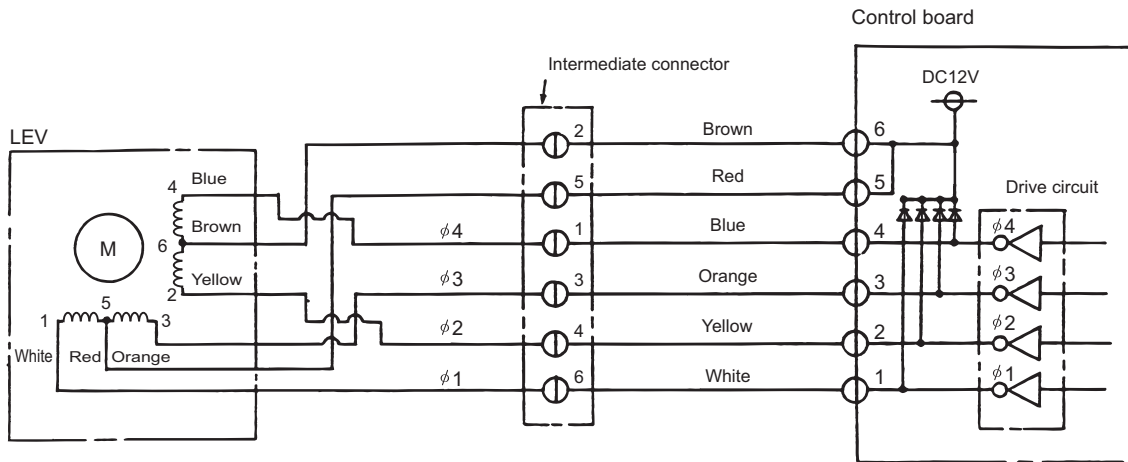 Control board
Intermediate connector
DC12V
LEV
2 Brown 6
4 Blue
5 Red 5
Drive circuit
Brown
ϕ4 1 Blue 4 ϕ4
M 6
Yellow
ϕ3 3 Orange 3 ϕ3
2
5
1 3
ϕ2 4 Yellow 2 ϕ2
White Red Orange
ϕ1 6 White 1 ϕ1